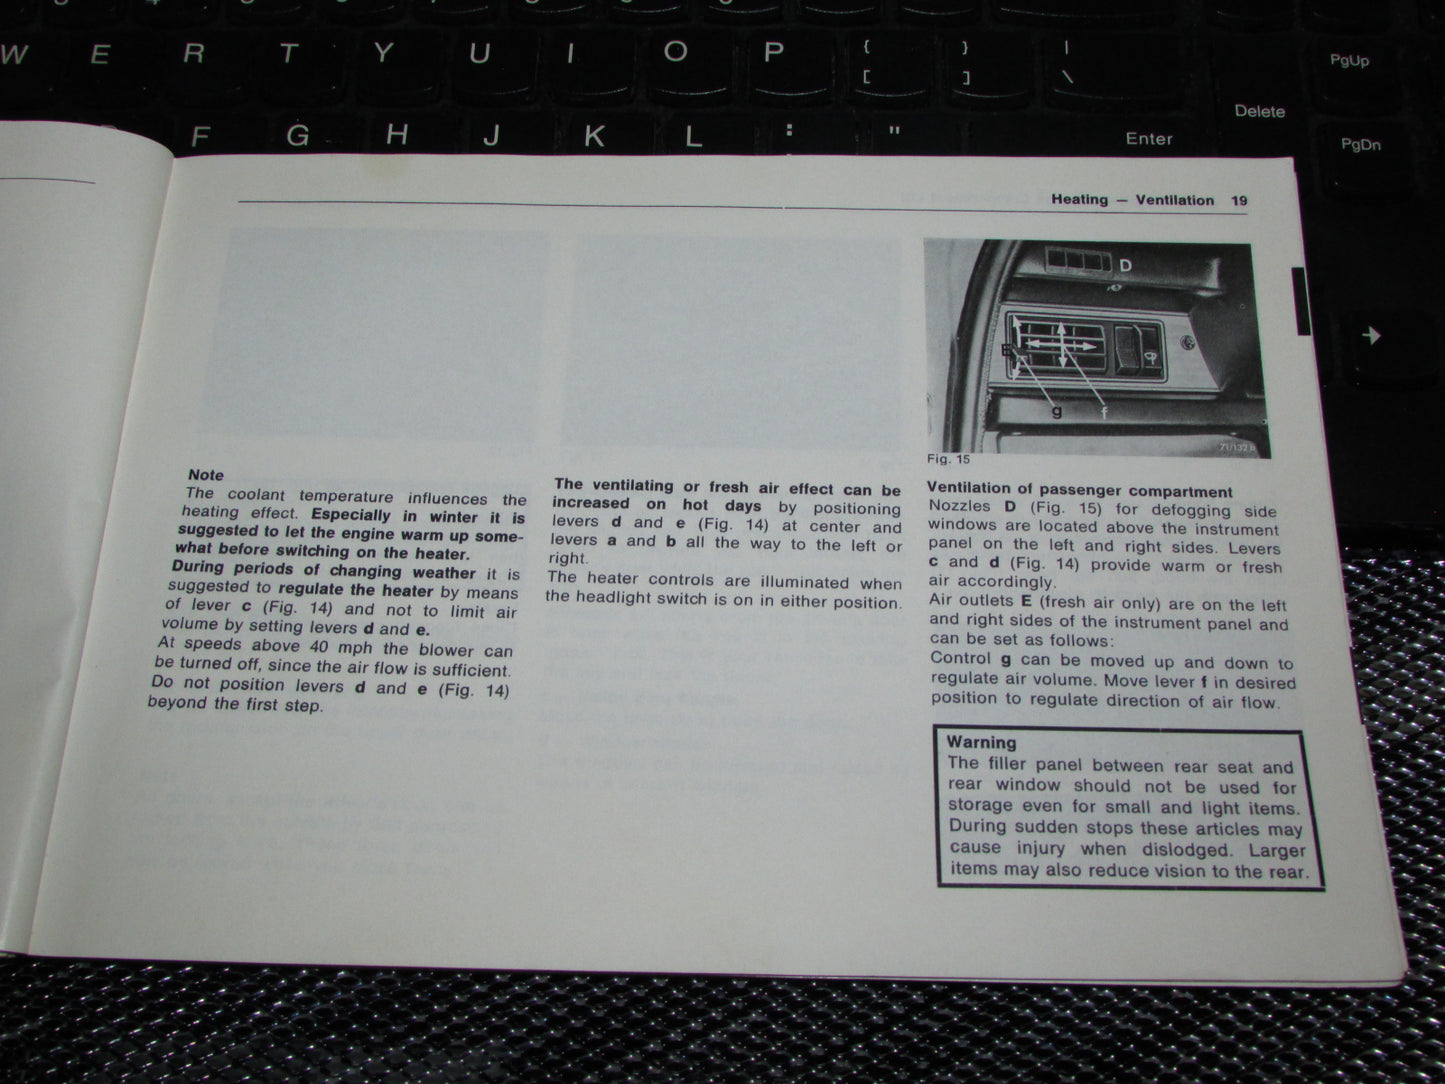 W E R T Y U I O P { [ } ] | \ PgUp
Delete
F G H J K L : " Enter PgDn
Heating — Ventilation 19
D
E
g f
71/132 b
Fig. 15
Note
The coolant temperature influences the
heating effect. Especially in winter it is
suggested to let the engine warm up some-
what before switching on the heater.
During periods of changing weather it is
suggested to regulate the heater by means
of lever c (Fig. 14) and not to limit air
volume by setting levers d and e.
At speeds above 40 mph the blower can
be turned off, since the air flow is sufficient.
Do not position levers d and e (Fig. 14)
beyond the first step.
The ventilating or fresh air effect can be
increased on hot days by positioning
levers d and e (Fig. 14) at center and
levers a and b all the way to the left or
right.
The heater controls are illuminated when
the headlight switch is on in either position.
Ventilation of passenger compartment
Nozzles D (Fig. 15) for defogging side
windows are located above the instrument
panel on the left and right sides. Levers
c and d (Fig. 14) provide warm or fresh
air accordingly.
Air outlets E (fresh air only) are on the left
and right sides of the instrument panel and
can be set as follows:
Control g can be moved up and down to
regulate air volume. Move lever f in desired
position to regulate direction of air flow.
Warning
The filler panel between rear seat and
rear window should not be used for
storage even for small and light items.
During sudden stops these articles may
cause injury when dislodged. Larger
items may also reduce vision to the rear.